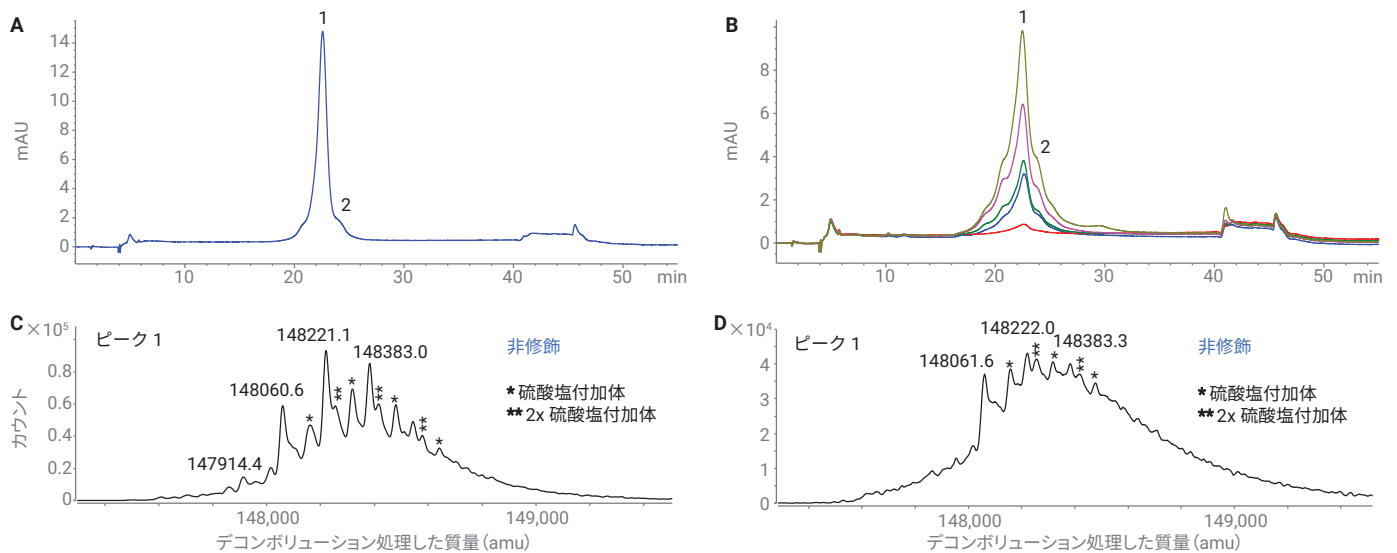 A
1
14
12
10
8
6
4
2
0
mAU
2
10
20
30
40
50
min
B
1
8
6
4
2
0
mAU
2
10
20
30
40
50
min
C
×10⁵
ピーク 1
148221.1
148383.0
148060.6
147914.4
非修飾
* 硫酸塩付加体
** 2x 硫酸塩付加体
0.8
0.6
0.4
0.2
0
カウント
* ** * ** * ** *
148,000
149,000
デコンボリューション処理した質量 (amu)
D
×10⁴
ピーク 1
148222.0
148383.3
148061.6
非修飾
* 硫酸塩付加体
** 2x 硫酸塩付加体
5
4
3
2
1
0
* ** * ** *
148,000
149,000
デコンボリューション処理した質量 (amu)